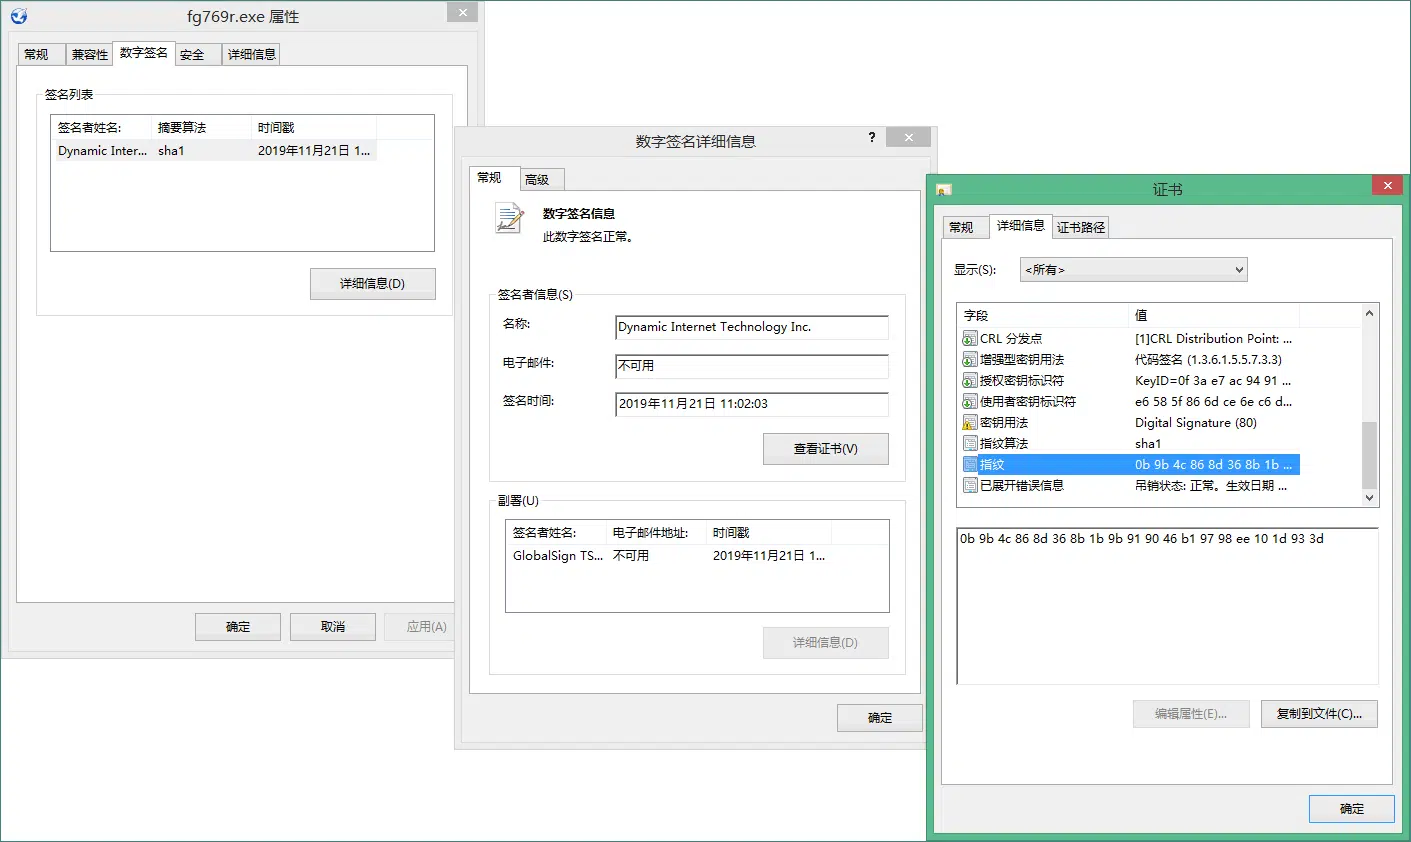 fg769r.exe 属性
常规 兼容性 数字签名 安全 详细信息
签名列表
签名者姓名: 摘要算法 时间戳
Dynamic Inter... sha1 2019年11月21日 1...
详细信息(D)
确定 取消 应用(A)
数字签名详细信息 ?
常规 高级
数字签名信息
此数字签名正常。
签名者信息(S)
名称: Dynamic Internet Technology Inc.
电子邮件: 不可用
签名时间: 2019年11月21日 11:02:03
查看证书(V)
副署(U)
签名者姓名: 电子邮件地址: 时间戳
GlobalSign TS... 不可用 2019年11月21日 1...
详细信息(D)
确定
证书
常规 详细信息 证书路径
显示(S): <所有>
字段 值
CRL 分发点 [1]CRL Distribution Point: ...
增强型密钥用法 代码签名 (1.3.6.1.5.5.7.3.3)
授权密钥标识符 KeyID=0f 3a e7 ac 94 91 ...
使用者密钥标识符 e6 58 5f 86 6d ce 6e c6 d...
密钥用法 Digital Signature (80)
指纹算法 sha1
指纹 0b 9b 4c 86 8d 36 8b 1b ...
已展开错误信息 吊销状态: 正常。生效日期 ...
0b 9b 4c 86 8d 36 8b 1b 9b 91 90 46 b1 97 98 ee 10 1d 93 3d
编辑属性(E)... 复制到文件(C)...
确定